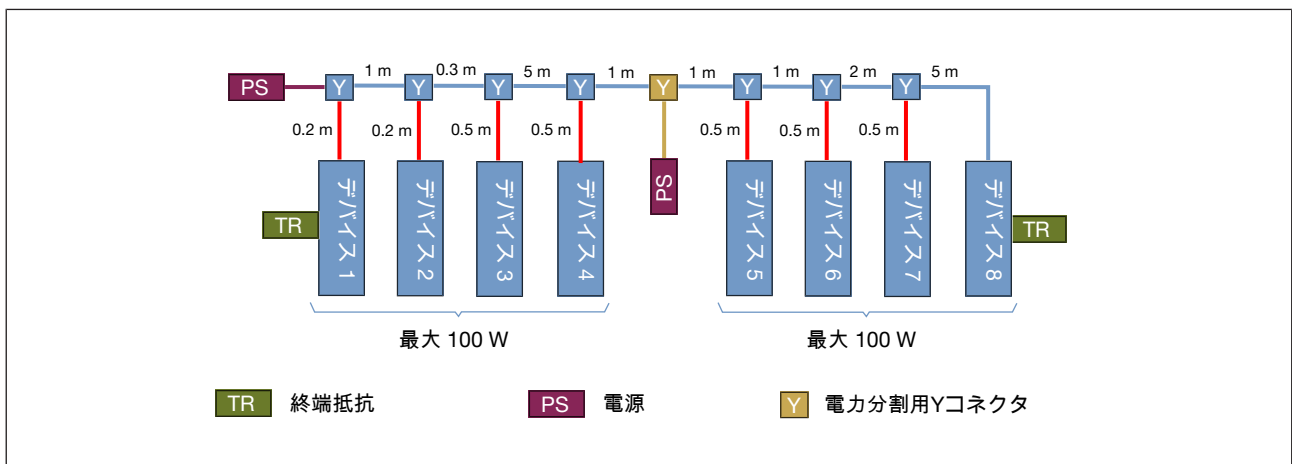 1 m 0.3 m 5 m 1 m 1 m 1 m 2 m 5 m
PS Y Y Y Y Y Y Y Y
0.2 m 0.2 m 0.5 m 0.5 m 0.5 m 0.5 m 0.5 m
PS
デバイス 1
デバイス 2
デバイス 3
デバイス 4
デバイス 5
デバイス 6
デバイス 7
デバイス 8
TR TR
最大 100 W 最大 100 W
TR 終端抵抗 PS 電源 Y 電力分割用Yコネクタ